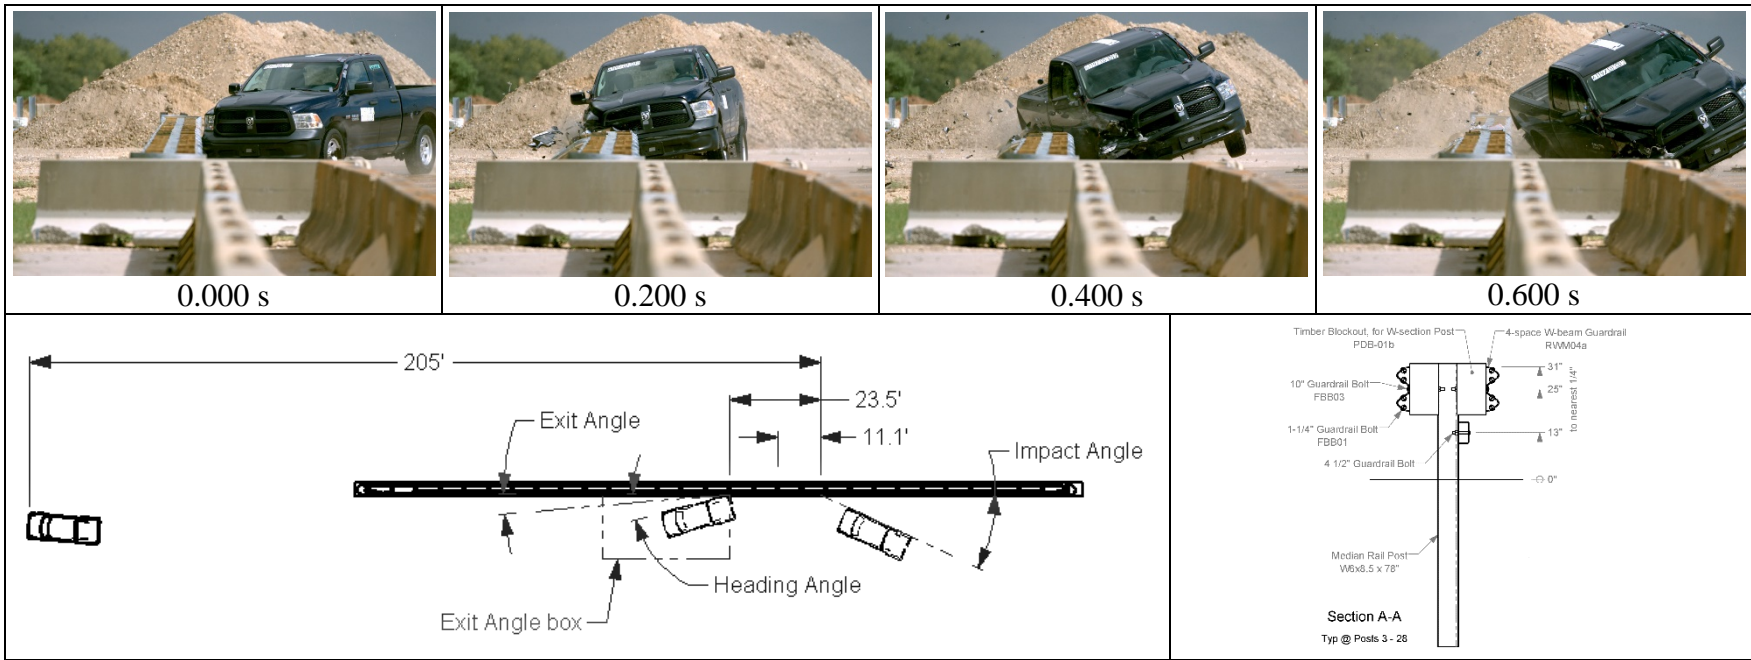 0.000 s
0.200 s
0.400 s
0.600 s
205'
23.5'
11.1'
Exit Angle
Impact Angle
Heading Angle
Exit Angle box
Timber Blockout, for W-section Post
PDB-01b
4-space W-beam Guardrail
RWM04a
31"
10" Guardrail Bolt
FBB03
25"
to nearest 1/4"
1-1/4" Guardrail Bolt
FBB01
13"
4 1/2" Guardrail Bolt
0"
Median Rail Post
W6x8.5 x 78"
Section A-A
Typ @ Posts 3 - 28